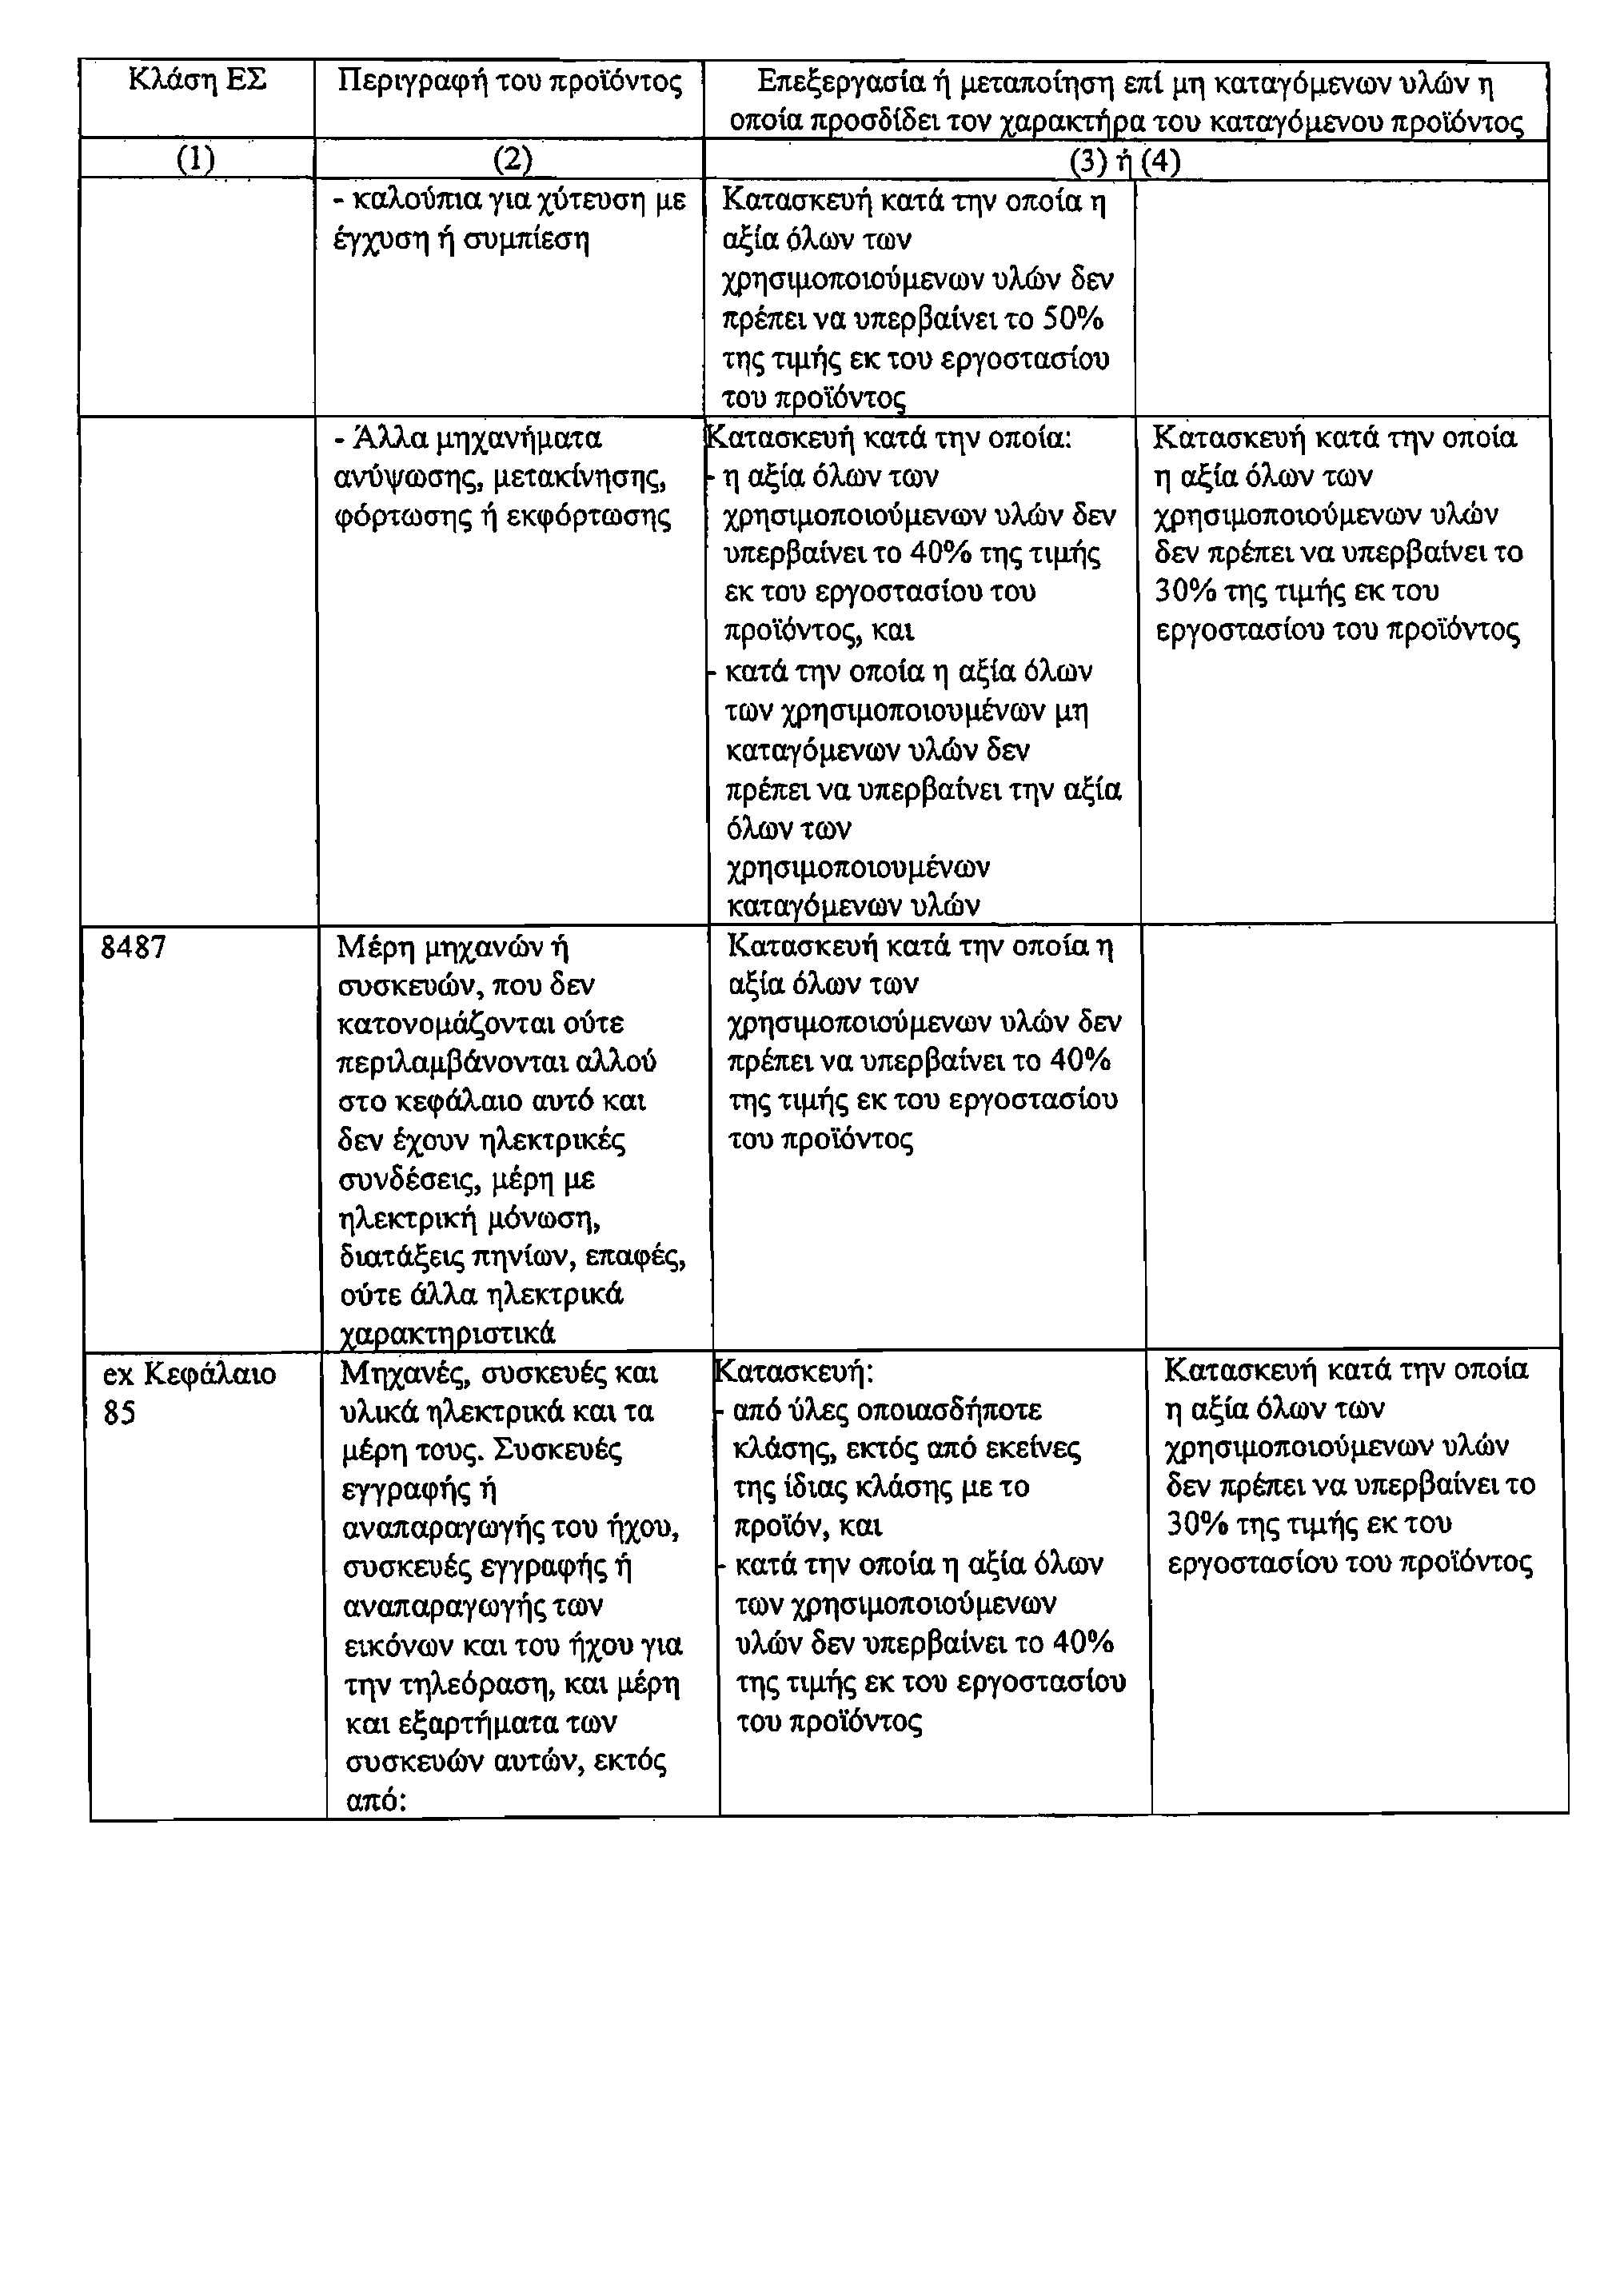 Κλάση ΕΣ
Περιγραφή του προϊόντος
Επεξεργασία ή μεταποίηση επί μη καταγόμενων υλών η
οποία προσδίδει τον χαρακτήρα του καταγόμενου προϊόντος
(1)
(2)
(3) ή (4)
- καλούπια για χύτευση με
έγχυση ή συμπίεση
Κατασκευή κατά την οποία η
αξία όλων των
χρησιμοποιούμενων υλών δεν
πρέπει να υπερβαίνει το 50%
της τιμής εκ του εργοστασίου
του προϊόντος
- Άλλα μηχανήματα
ανύψωσης, μετακίνησης,
φόρτωσης ή εκφόρτωσης
Κατασκευή κατά την οποία:
- η αξία όλων των
χρησιμοποιούμενων υλών δεν
υπερβαίνει το 40% της τιμής
εκ του εργοστασίου του
προϊόντος, και
- κατά την οποία η αξία όλων
των χρησιμοποιουμένων μη
καταγόμενων υλών δεν
πρέπει να υπερβαίνει την αξία
όλων των
χρησιμοποιουμένων
καταγόμενων υλών
Κατασκευή κατά την οποία
η αξία όλων των
χρησιμοποιούμενων υλών
δεν πρέπει να υπερβαίνει το
30% της τιμής εκ του
εργοστασίου του προϊόντος
8487
Μέρη μηχανών ή
συσκευών, που δεν
κατονομάζονται ούτε
περιλαμβάνονται αλλού
στο κεφάλαιο αυτό και
δεν έχουν ηλεκτρικές
συνδέσεις, μέρη με
ηλεκτρική μόνωση,
διατάξεις πηνίων, επαφές,
ούτε άλλα ηλεκτρικά
χαρακτηριστικά
Κατασκευή κατά την οποία η
αξία όλων των
χρησιμοποιούμενων υλών δεν
πρέπει να υπερβαίνει το 40%
της τιμής εκ του εργοστασίου
του προϊόντος
ex Κεφάλαιο
85
Μηχανές, συσκευές και
υλικά ηλεκτρικά και τα
μέρη τους. Συσκευές
εγγραφής ή
αναπαραγωγής του ήχου,
συσκευές εγγραφής ή
αναπαραγωγής των
εικόνων και του ήχου για
την τηλεόραση, και μέρη
και εξαρτήματα των
συσκευών αυτών, εκτός
από:
Κατασκευή:
- από ύλες οποιασδήποτε
κλάσης, εκτός από εκείνες
της ίδιας κλάσης με το
προϊόν, και
- κατά την οποία η αξία όλων
των χρησιμοποιούμενων
υλών δεν υπερβαίνει το 40%
της τιμής εκ του εργοστασίου
του προϊόντος
Κατασκευή κατά την οποία
η αξία όλων των
χρησιμοποιούμενων υλών
δεν πρέπει να υπερβαίνει το
30% της τιμής εκ του
εργοστασίου του προϊόντος